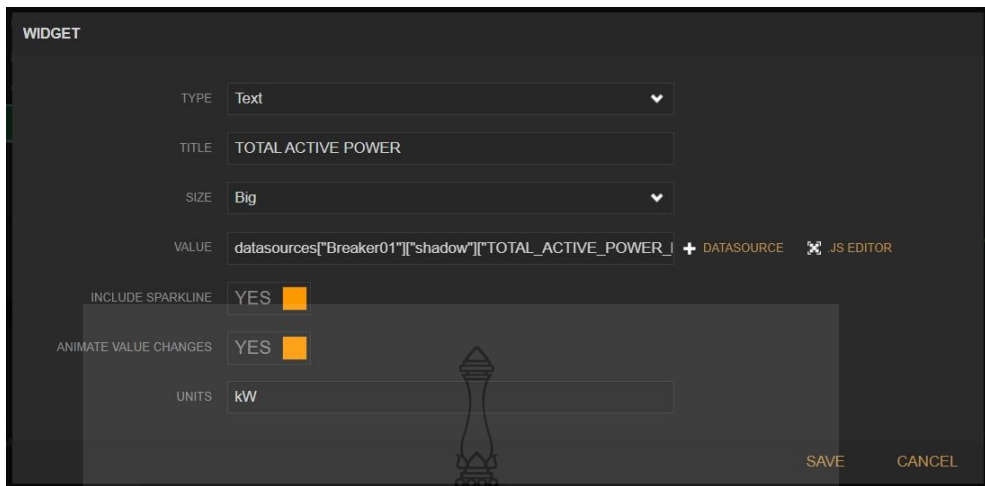 WIDGET
TYPE Text
TITLE TOTAL ACTIVE POWER
SIZE Big
VALUE datasources["Breaker01"]["shadow"]["TOTAL_ACTIVE_POWER_ + DATASOURCE .JS EDITOR
INCLUDE SPARKLINE YES
ANIMATE VALUE CHANGES YES
UNITS kW
SAVE CANCEL